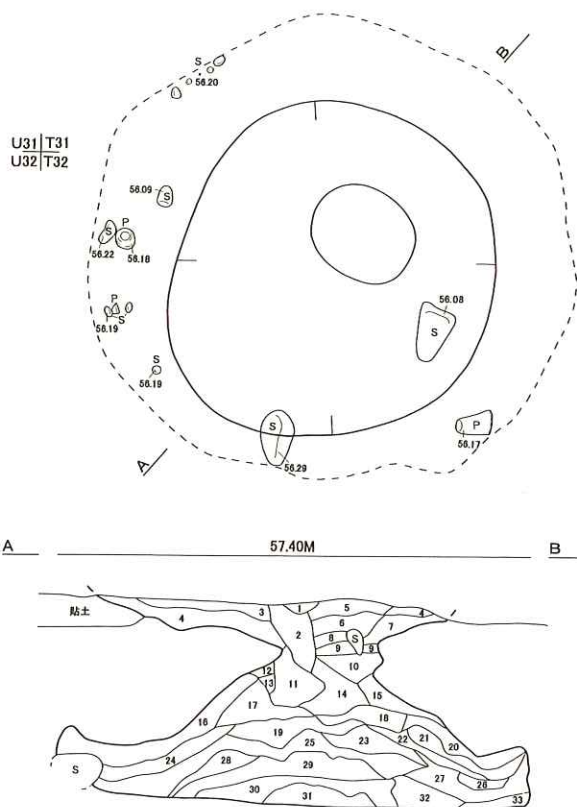 S
56.20
B
U31 T31
U32 T32
56.09
S
S P
56.22 56.18
P
56.19 S
56.08
S
S
56.19
S
56.29
P
56.17
A
A 57.40M B
貼土
4 3 1 5 4
2 6 7
8 S
9 9
10
12
13 11 14 15
16 17 18
19 22 21 20
24 25 23
S 28 29 27 26
30 31 32 33